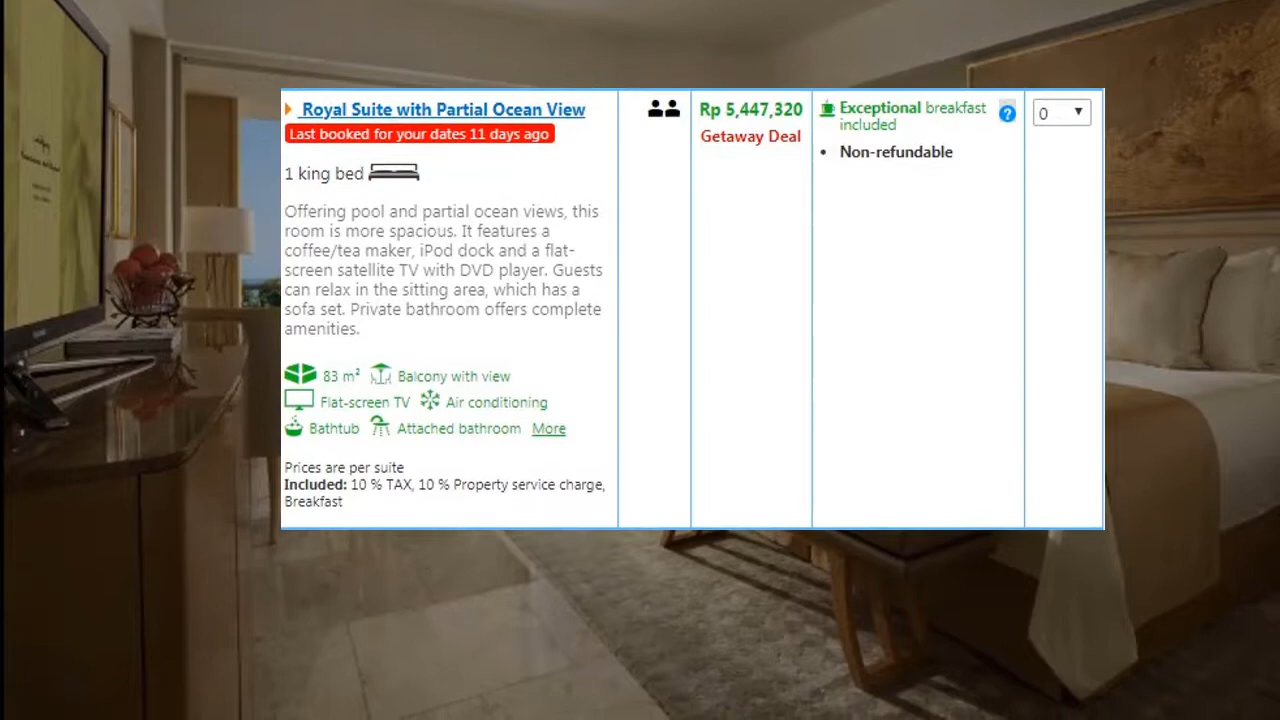 Royal Suite with Partial Ocean View
Last booked for your dates 11 days ago
1 king bed
Offering pool and partial ocean views, this
room is more spacious. It features a
coffee/tea maker, iPod dock and a flat-
screen satellite TV with DVD player. Guests
can relax in the sitting area, which has a
sofa set. Private bathroom offers complete
amenities.
83 m² Balcony with view
Flat-screen TV Air conditioning
Bathtub Attached bathroom More
Prices are per suite
Included: 10 % TAX, 10 % Property service charge,
Breakfast
Rp 5,447,320
Getaway Deal
Exceptional breakfast
included
?
• Non-refundable
0